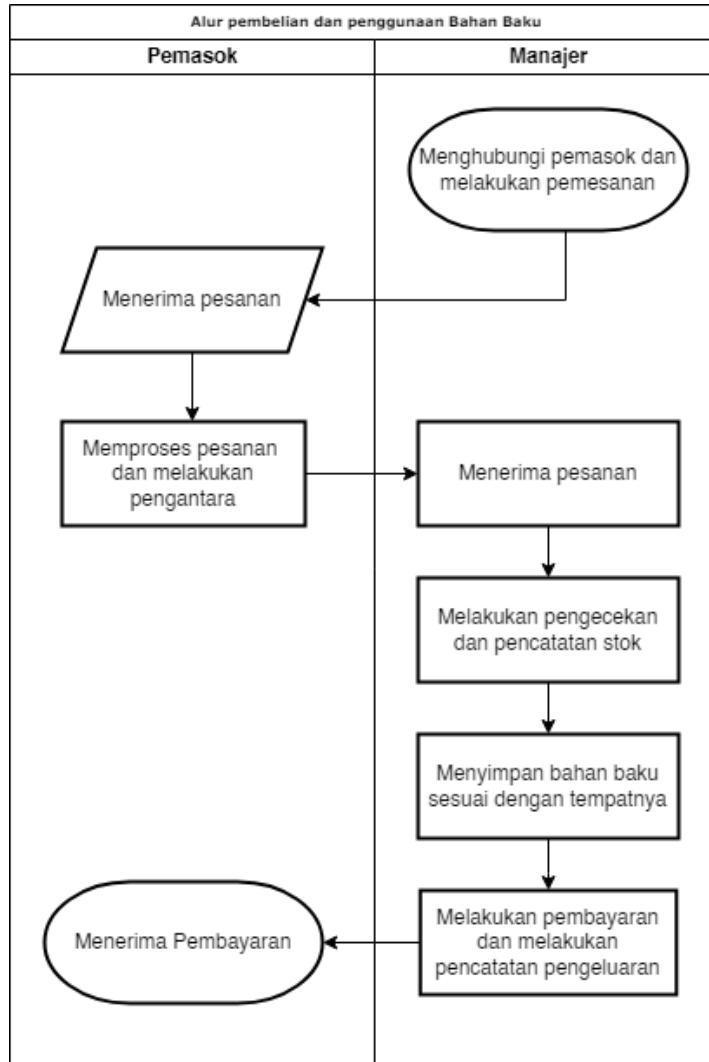 Alur pembelian dan penggunaan Bahan Baku
Pemasok
Manajer
Menghubungi pemasok dan
melakukan pemesanan
Menerima pesanan
Memproses pesanan
dan melakukan
pengantara
Menerima pesanan
Melakukan pengecekan
dan pencatatan stok
Menyimpan bahan baku
sesuai dengan tempatnya
Melakukan pembayaran
dan melakukan
pencatatan pengeluaran
Menerima Pembayaran